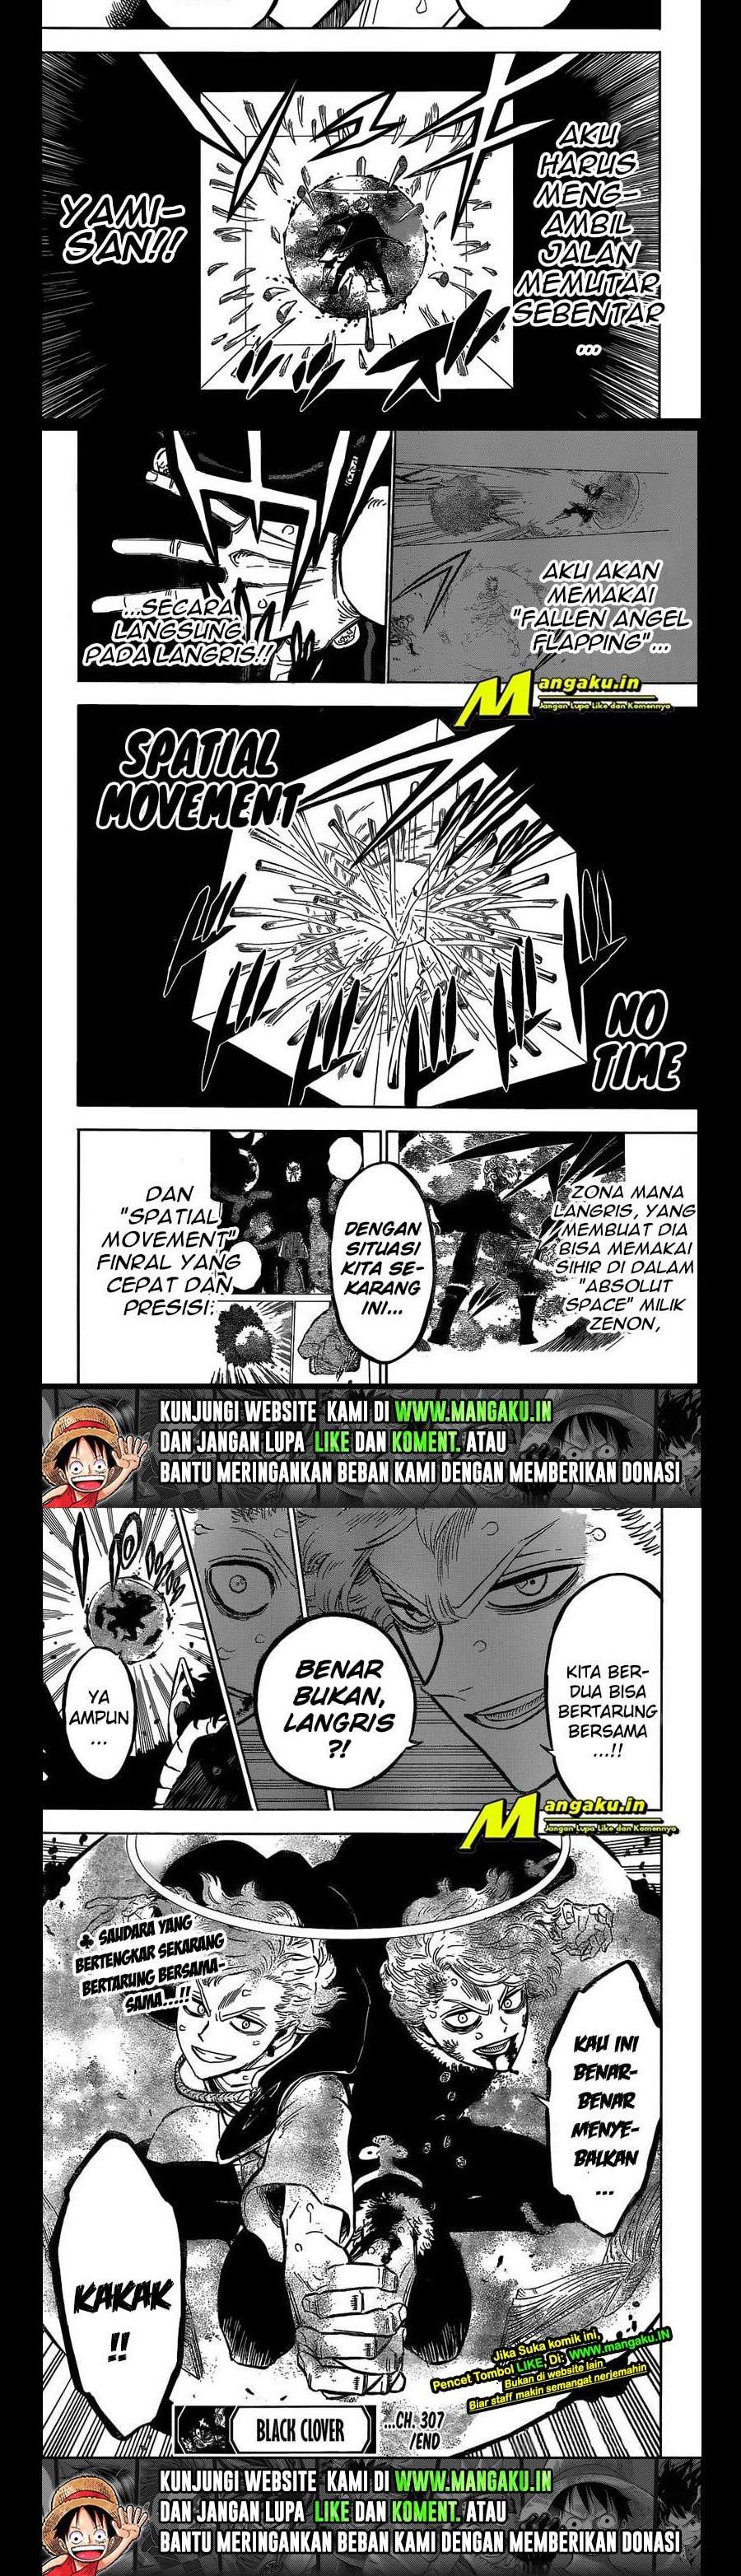 AKU
HARUS
MENG-
AMBIL
JALAN
MEMUTAR
SEBENTAR
...
YAMI-
SAN!!
AKU AKAN
MEMAKAI
"FALLEN ANGEL
FLAPPING"...
...SECARA
LANGSUNG
PADA LANGRIS!!
Mangaku.in
Jangan Lupa Like dan Komennya
SPATIAL
MOVEMENT
NO
TIME
ZONA MANA
LANGRIS, YANG
MEMBUAT DIA
BISA MEMAKAI
SIHIR DI DALAM
"ABSOLUT
SPACE" MILIK
ZENON,
DENGAN
SITUASI
KITA SE-
KARANG
INI...
DAN
"SPATIAL
MOVEMENT"
FINRAL YANG
CEPAT DAN
PRESISI.
KUNJUNGI WEBSITE KAMI DI WWW.MANGAKU.IN
DAN JANGAN LUPA LIKE DAN KOMENT. ATAU
BANTU MERINGANKAN BEBAN KAMI DENGAN MEMBERIKAN DONASI
KITA BER-
DUA BISA
BERTARUNG
BERSAMA
...!!
BENAR
BUKAN,
LANGRIS
?!
YA
AMPUN
...
Mangaku.in
Jangan Lupa Like dan Komennya
♣ SAUDARA YANG
BERTENGKAR SEKARANG
BERTARUNG BERSAMA-
SAMA...!!
KAU INI
BENAR-
BENAR
MENYE-
BALKAN
...
KAKAK
!!
Jika Suka komik ini,
Pencet Tombol LIKE, Di: WWW.mangaku.IN
Bukan di website lain
Biar staff makin semangat nerjemahin
BLACK CLOVER
...CH. 307
/END
KUNJUNGI WEBSITE KAMI DI WWW.MANGAKU.IN
DAN JANGAN LUPA LIKE DAN KOMENT. ATAU
BANTU MERINGANKAN BEBAN KAMI DENGAN MEMBERIKAN DONASI